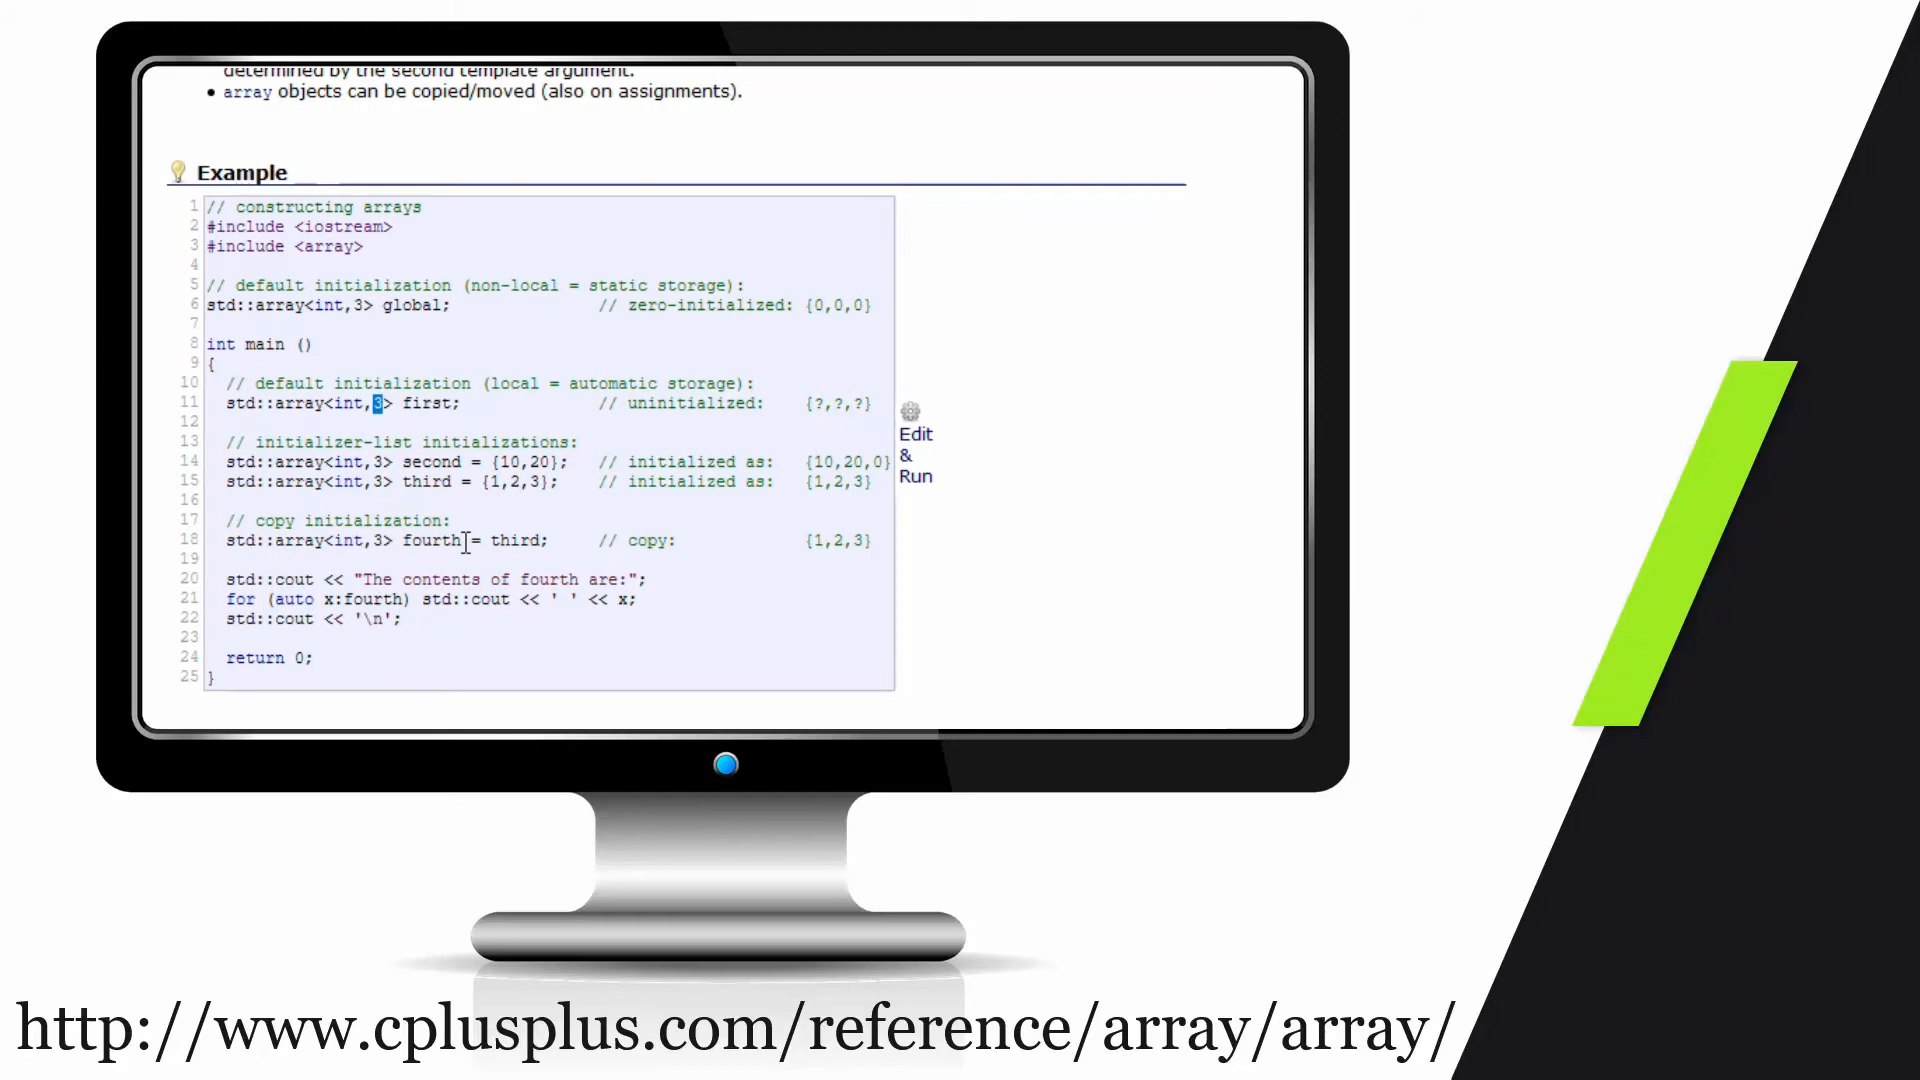 determined by the second template argument.
• array objects can be copied/moved (also on assignments).
Example
1 // constructing arrays
2 #include <iostream>
3 #include <array>
4
5 // default initialization (non-local = static storage):
6 std::array<int,3> global; // zero-initialized: {0,0,0}
7
8 int main ()
9 {
10 // default initialization (local = automatic storage):
11 std::array<int,3> first; // uninitialized: {?,?,?}
12
13 // initializer-list initializations:
14 std::array<int,3> second = {10,20}; // initialized as: {10,20,0}
15 std::array<int,3> third = {1,2,3}; // initialized as: {1,2,3}
16
17 // copy initialization:
18 std::array<int,3> fourth = third; // copy: {1,2,3}
19
20 std::cout << "The contents of fourth are:";
21 for (auto x:fourth) std::cout << ' ' << x;
22 std::cout << '\n';
23
24 return 0;
25 }
Edit
&
Run
http://www.cplusplus.com/reference/array/array/